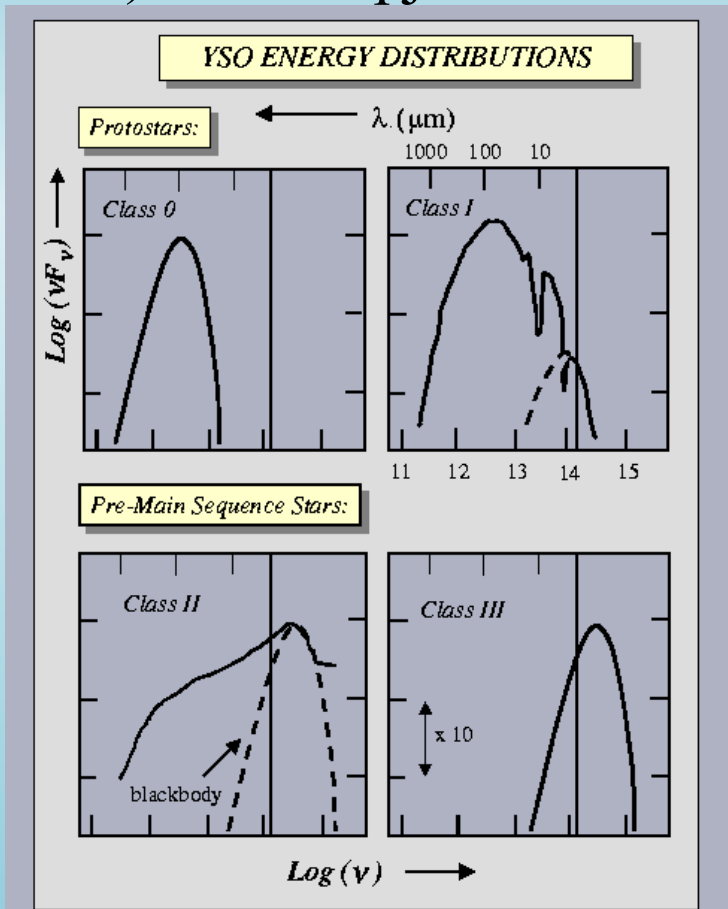 YSO ENERGY DISTRIBUTIONS
Protostars:
λ (μm)
1000 100 10
Class 0
Class I
Log (νFν)
11 12 13 14 15
Pre-Main Sequence Stars:
Class II
Class III
x 10
blackbody
Log (ν)